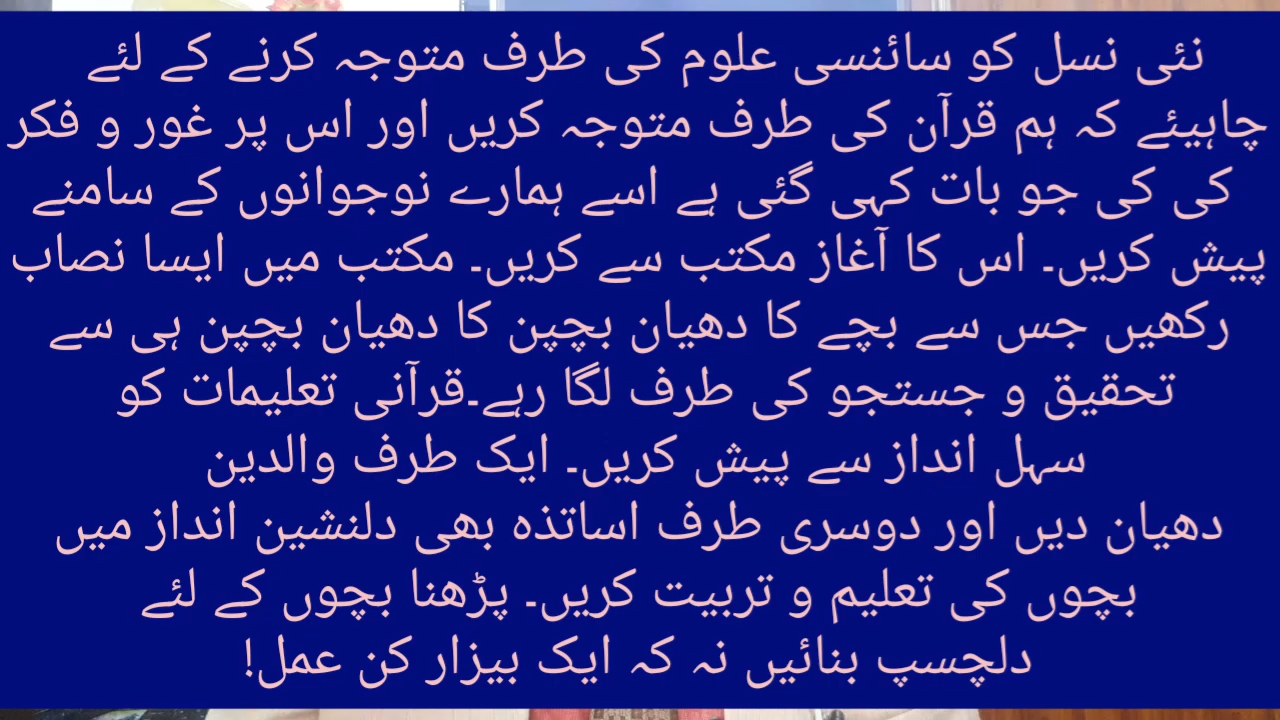 نئی نسل کو سائنسی علوم کی طرف متوجہ کرنے کے لئے
چاہیئے کہ ہم قرآن کی طرف متوجہ کریں اور اس پر غور و فکر
کی کی جو بات کہی گئی ہے اسے ہمارے نوجوانوں کے سامنے
پیش کریں۔ اس کا آغاز مکتب سے کریں۔ مکتب میں ایسا نصاب
رکھیں جس سے بچے کا دھیان بچپن کا دھیان بچپن ہی سے
تحقیق و جستجو کی طرف لگا رہے۔قرآنی تعلیمات کو
سہل انداز سے پیش کریں۔ ایک طرف والدین
دھیان دیں اور دوسری طرف اساتذہ بھی دلنشین انداز میں
بچوں کی تعلیم و تربیت کریں۔ پڑھنا بچوں کے لئے
دلچسپ بنائیں نہ کہ ایک بیزار کن عمل!